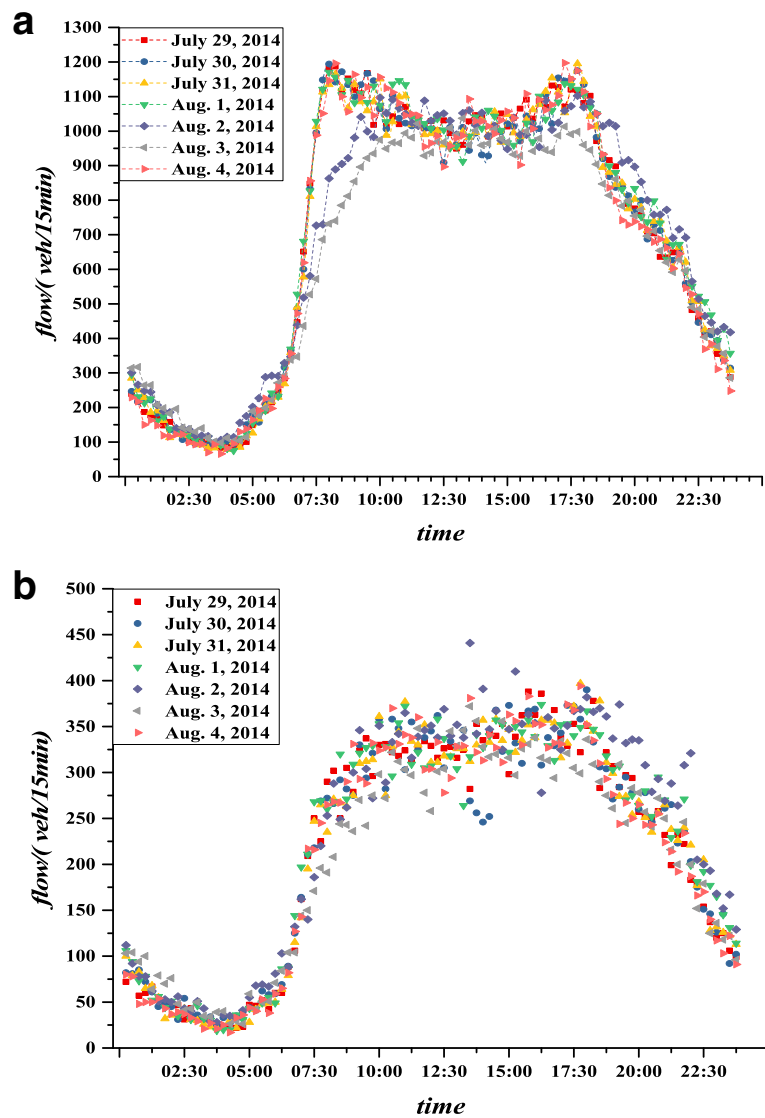 a
1300
1200
1100
1000
900
800
700
600
500
400
300
200
100
0
flow/( veh/15min)
July 29, 2014
July 30, 2014
July 31, 2014
Aug. 1, 2014
Aug. 2, 2014
Aug. 3, 2014
Aug. 4, 2014
02:30 05:00 07:30 10:00 12:30 15:00 17:30 20:00 22:30
time
b
500
450
400
350
300
250
200
150
100
50
0
flow/( veh/15min)
July 29, 2014
July 30, 2014
July 31, 2014
Aug. 1, 2014
Aug. 2, 2014
Aug. 3, 2014
Aug. 4, 2014
02:30 05:00 07:30 10:00 12:30 15:00 17:30 20:00 22:30
time